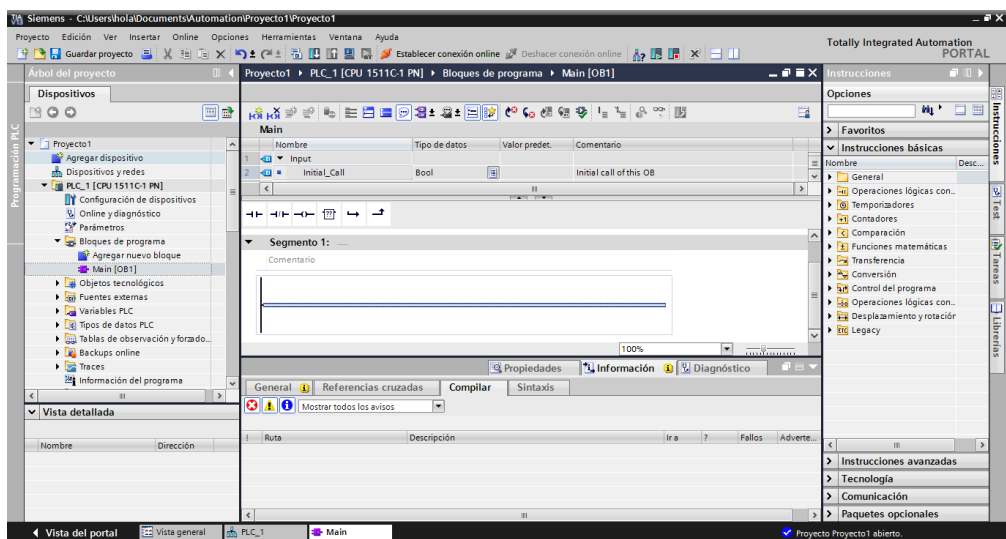 Siemens - C:\Users\hola\Documents\Automation\Proyecto1\Proyecto1
Proyecto Edición Ver Insertar Online Opciones Herramientas Ventana Ayuda
Guardar proyecto Establecer conexión online Deshacer conexión online
Totally Integrated Automation
PORTAL
Árbol del proyecto
Dispositivos
Programación PLC
Proyecto1
Agregar dispositivo
Dispositivos y redes
PLC_1 [CPU 1511C-1 PN]
Configuración de dispositivos
Online y diagnóstico
Parámetros
Bloques de programa
Agregar nuevo bloque
Main [OB1]
Objetos tecnológicos
Fuentes externas
Variables PLC
Tipos de datos PLC
Tablas de observación y forzado...
Backups online
Traces
Información del programa
Vista detallada
Nombre Dirección
Proyecto1 PLC_1 [CPU 1511C-1 PN] Bloques de programa Main [OB1]
Main
Nombre Tipo de datos Valor predet. Comentario
1 Input
2 Initial_Call Bool Initial call of this OB
??
Segmento 1: .....
Comentario
100%
Propiedades Información Diagnóstico
General Referencias cruzadas Compilar Sintaxis
Mostrar todos los avisos
! Ruta Descripción Ir a ? Fallos Adverte...
Instrucciones
Opciones
Favoritos
Instrucciones básicas
Nombre Desc...
General
Operaciones lógicas con..
Temporizadores
Contadores
Comparación
Funciones matemáticas
Transferencia
Conversión
Control del programa
Operaciones lógicas con..
Desplazamiento y rotación
Legacy
Instrucciones avanzadas
Tecnología
Comunicación
Paquetes opcionales
Instrucciones
Test
Tareas
Librerías
Vista del portal Vista general PLC_1 Main
Proyecto Proyecto1 abierto.